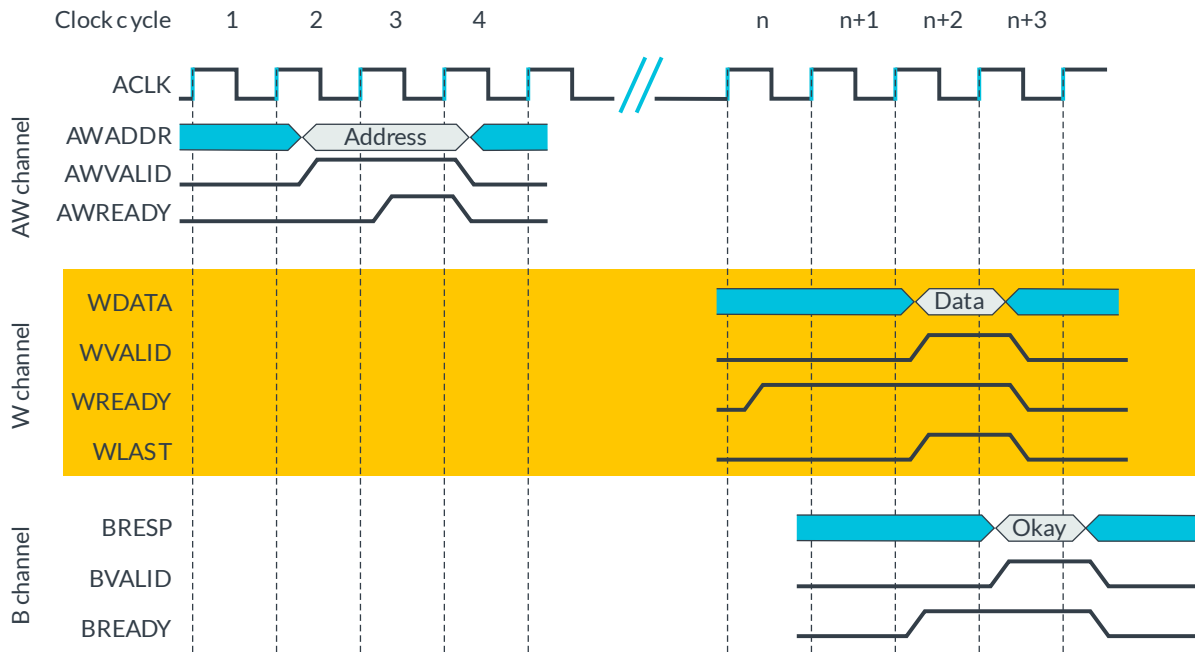 Clock cycle 1 2 3 4 n n+1 n+2 n+3
ACLK
AW channel
AWADDR Address
AWVALID
AWREADY
W channel
WDATA Data
WVALID
WREADY
WLAST
B channel
BRESP Okay
BVALID
BREADY